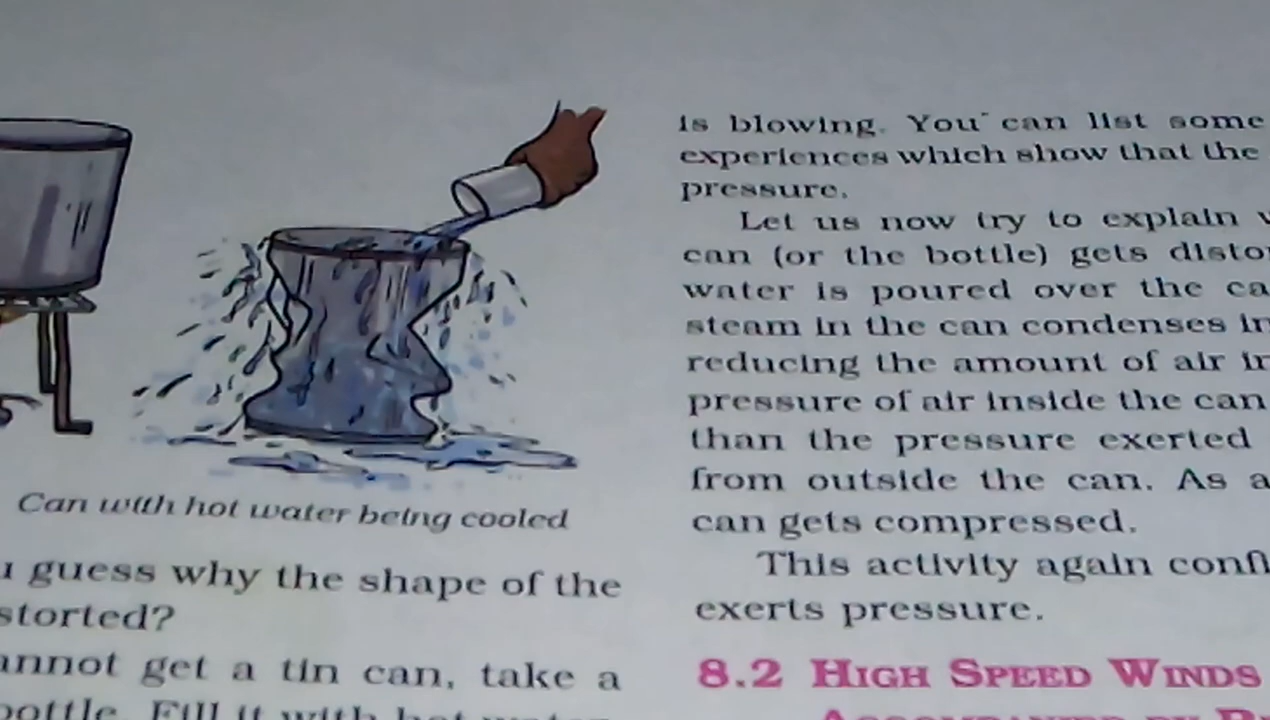 Can with hot water being cooled
guess why the shape of the
storted?
annot get a tin can, take a
bottle. Fill it with hot water
is blowing. You can list some
experiences which show that the
pressure.
Let us now try to explain
can (or the bottle) gets disto
water is poured over the ca
steam in the can condenses in
reducing the amount of air in
pressure of air inside the can
than the pressure exerted
from outside the can. As a
can gets compressed.
This activity again confi
exerts pressure.
8.2 HIGH SPEED WINDS
ACCOMPANIED BY